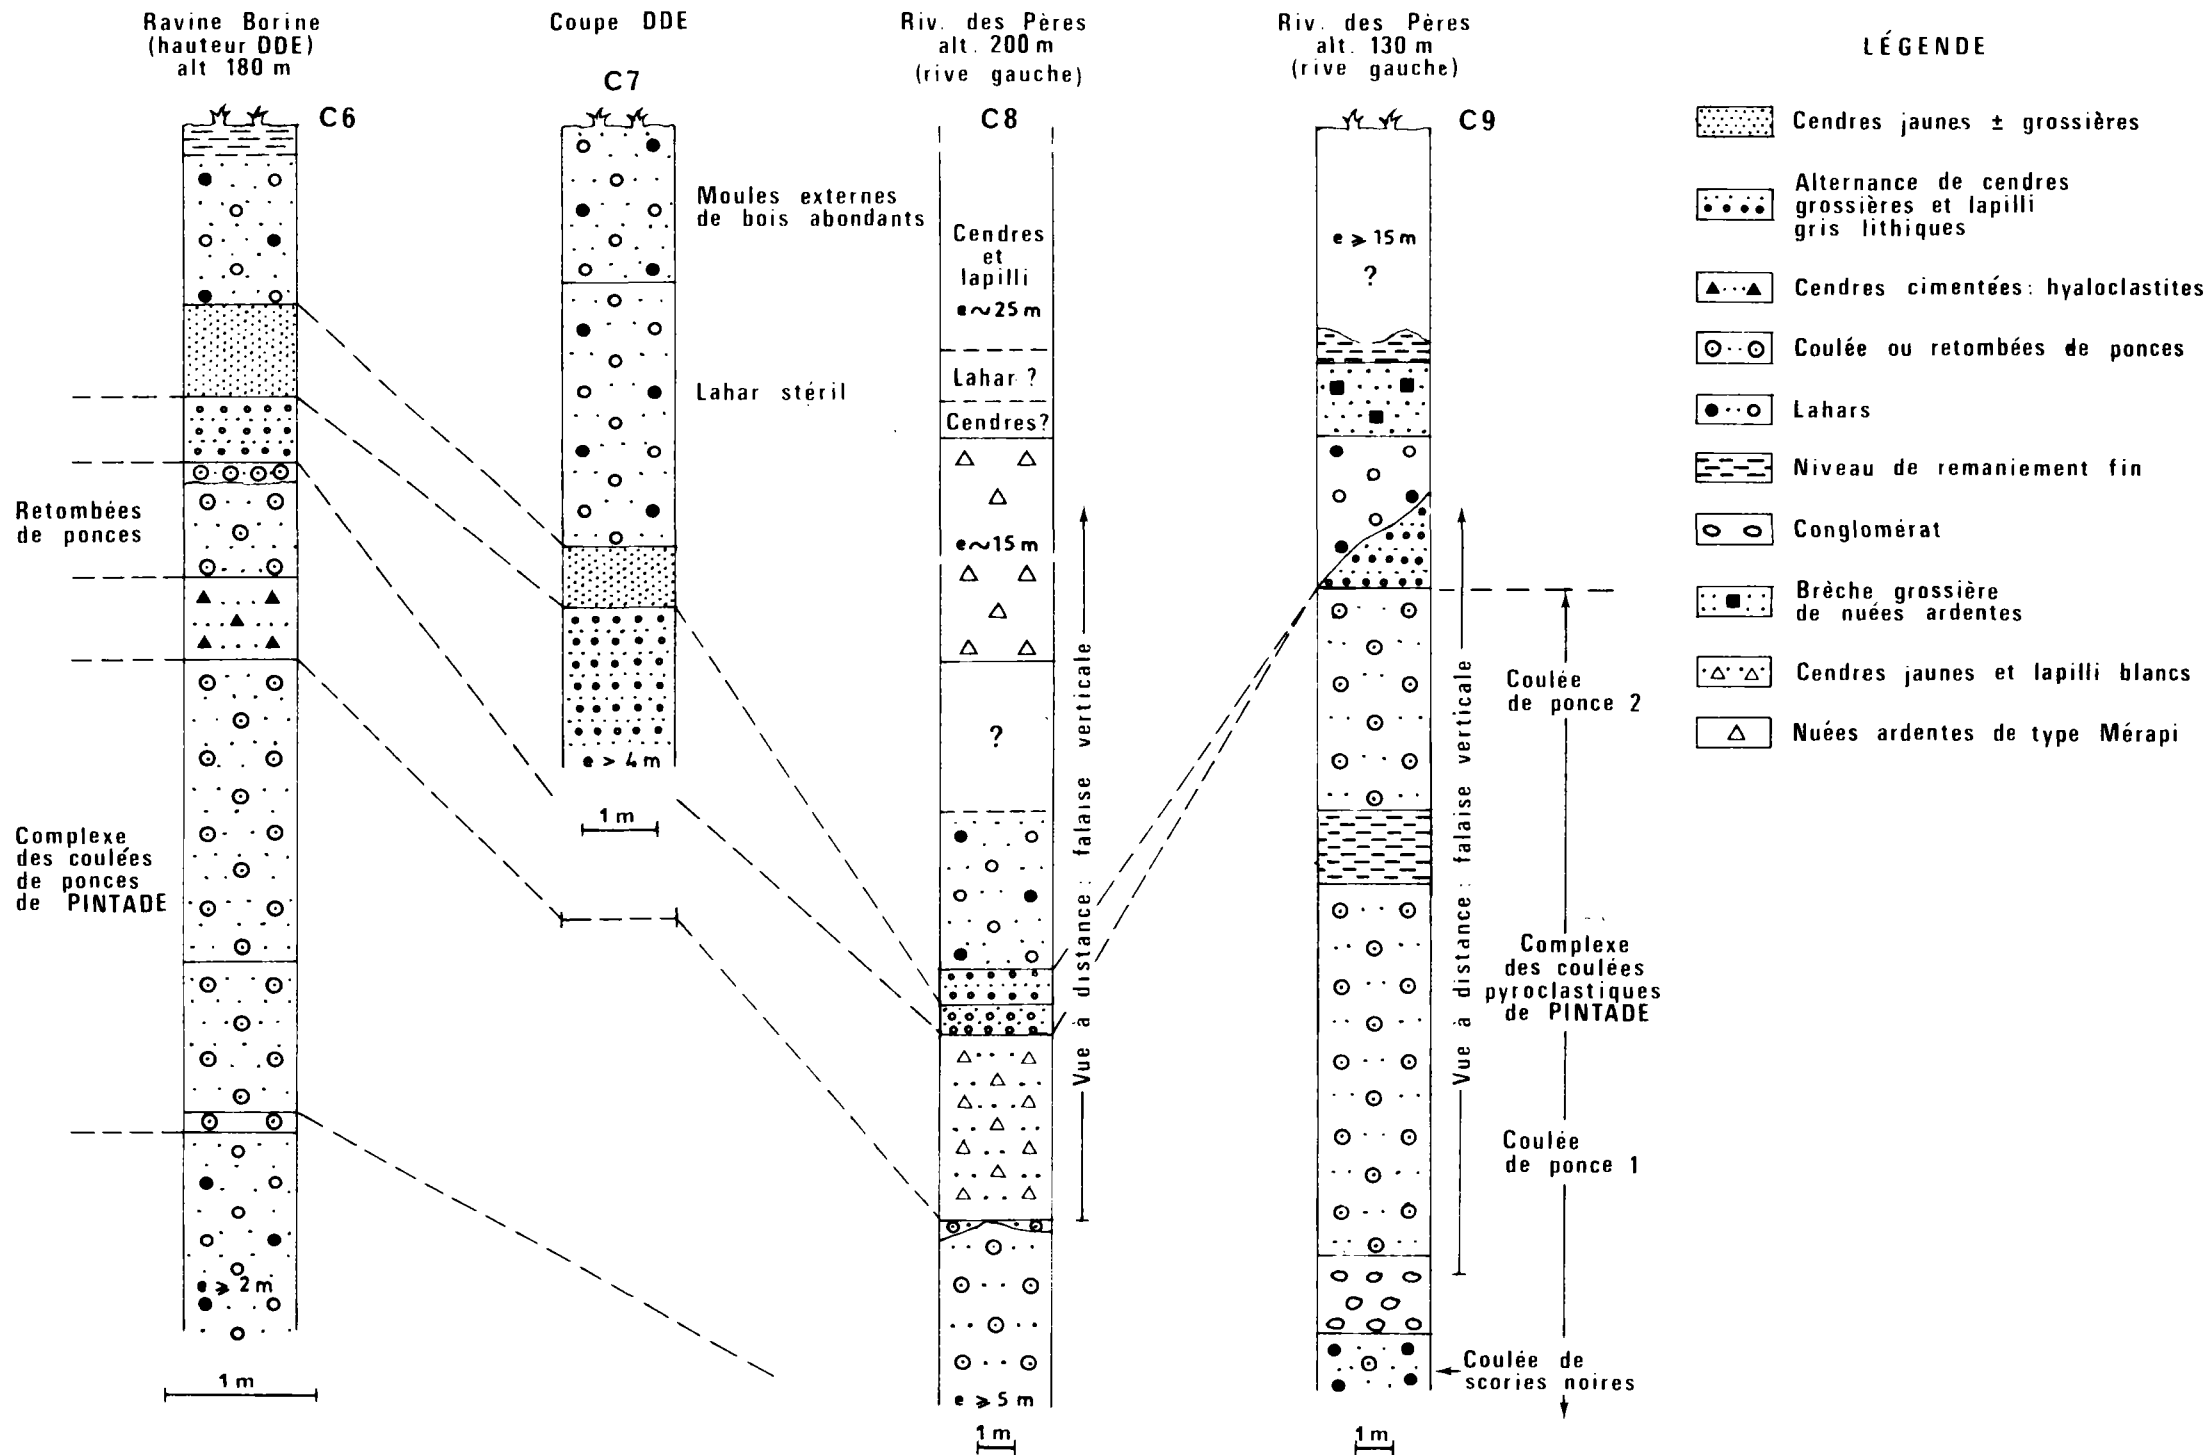 Ravine Borine
(hauteur DDE)
alt 180 m
C6
Retombées
de ponces
Complexe
des coulées
de ponces
de PINTADE
e ⩾ 2 m
1 m
Coupe DDE
C7
Moules externes
de bois abondants
Lahar stéril
e > 4 m
1 m
Riv. des Pères
alt. 200 m
(rive gauche)
C8
Cendres
et
lapilli
e ~ 25 m
Lahar ?
Cendres ?
e ~ 15 m
?
e ⩾ 5 m
1 m
Vue à distance : falaise verticale
Riv. des Pères
alt. 130 m
(rive gauche)
C9
e ⩾ 15 m
?
Vue à distance : falaise verticale
Coulée
de ponce 2
Complexe
des coulées
pyroclastiques
de PINTADE
Coulée
de ponce 1
Coulée de
scories noires
1 m
LÉGENDE
Cendres jaunes ± grossières
Alternance de cendres
grossières et lapilli
gris lithiques
Cendres cimentées : hyaloclastites
Coulée ou retombées de ponces
Lahars
Niveau de remaniement fin
Conglomérat
Brèche grossière
de nuées ardentes
Cendres jaunes et lapilli blancs
Nuées ardentes de type Mérapi